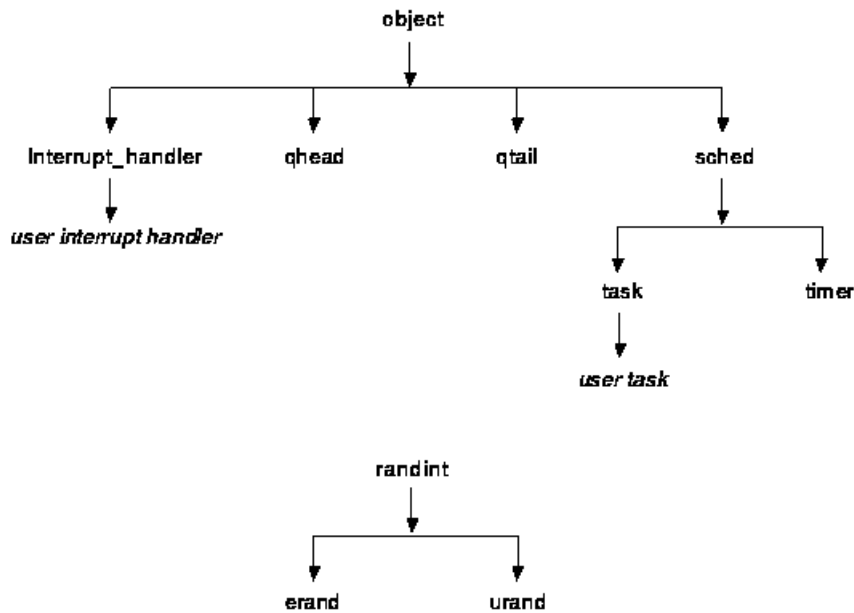 object
Interrupt_handler qhead qtail sched
user interrupt handler
task timer
user task
randint
erand urand